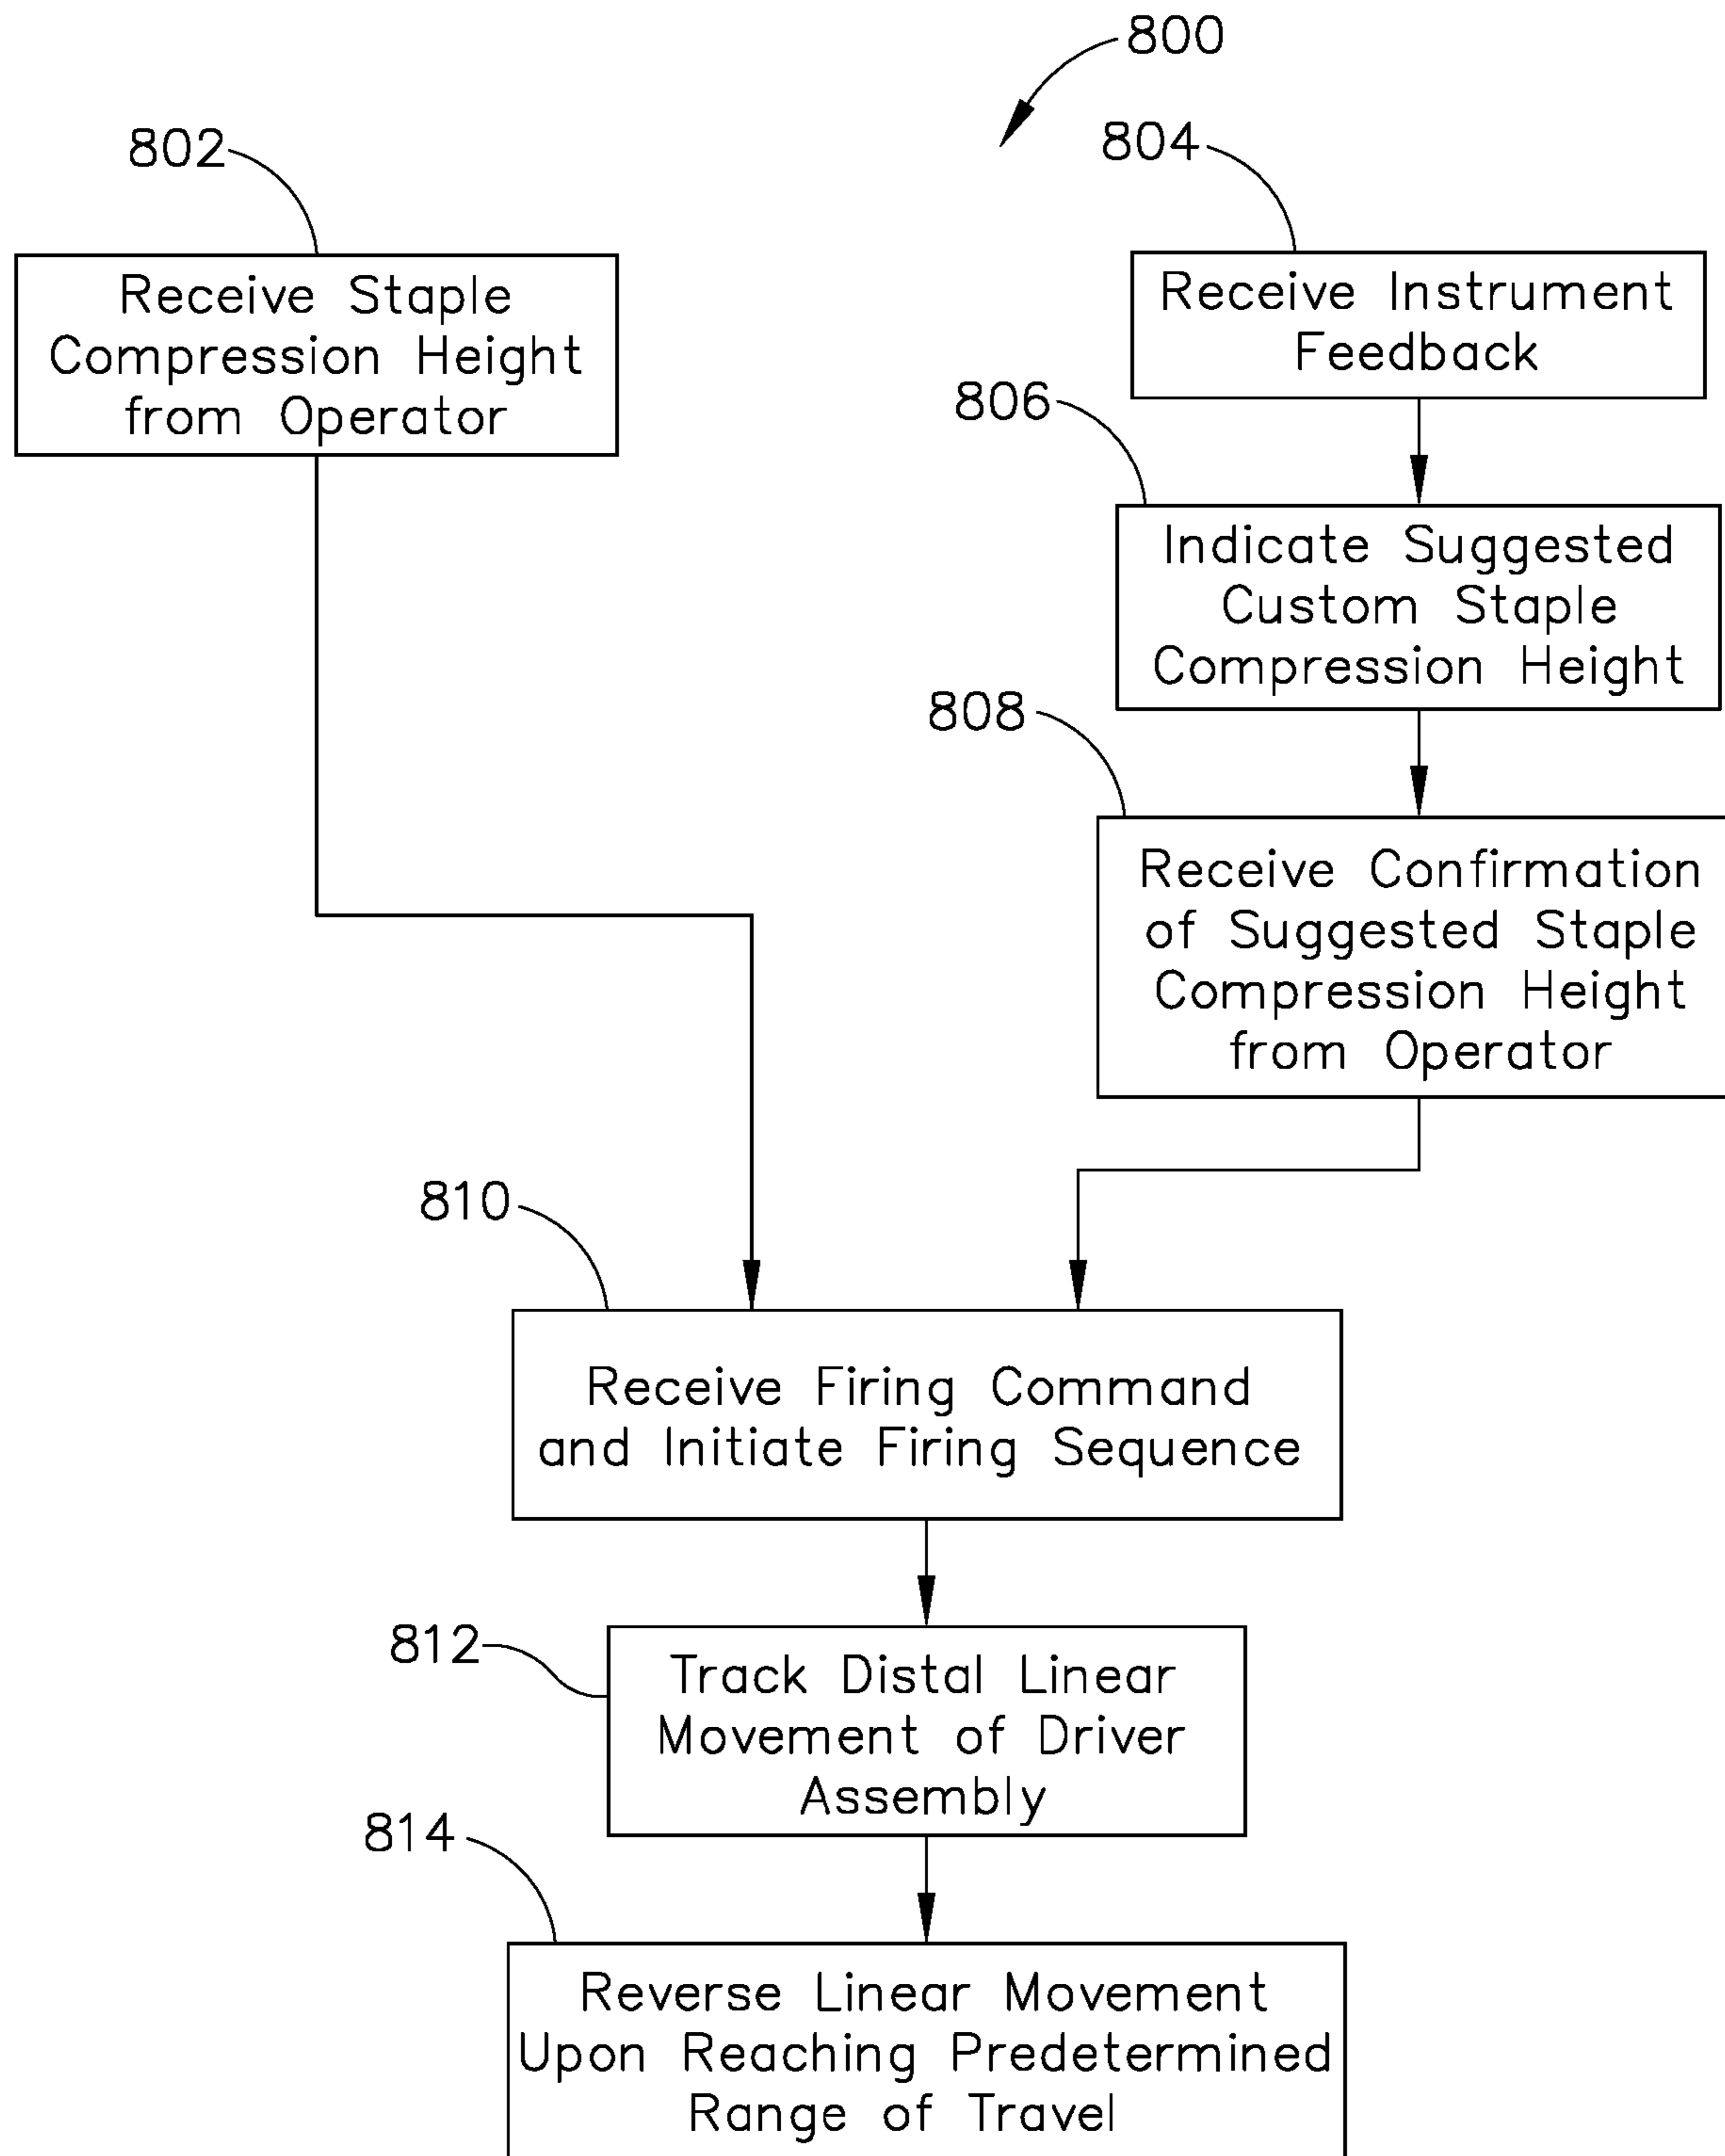 800
802
Receive Staple
Compression Height
from Operator
804
Receive Instrument
Feedback
806
Indicate Suggested
Custom Staple
Compression Height
808
Receive Confirmation
of Suggested Staple
Compression Height
from Operator
810
Receive Firing Command
and Initiate Firing Sequence
812
Track Distal Linear
Movement of Driver
Assembly
814
Reverse Linear Movement
Upon Reaching Predetermined
Range of Travel